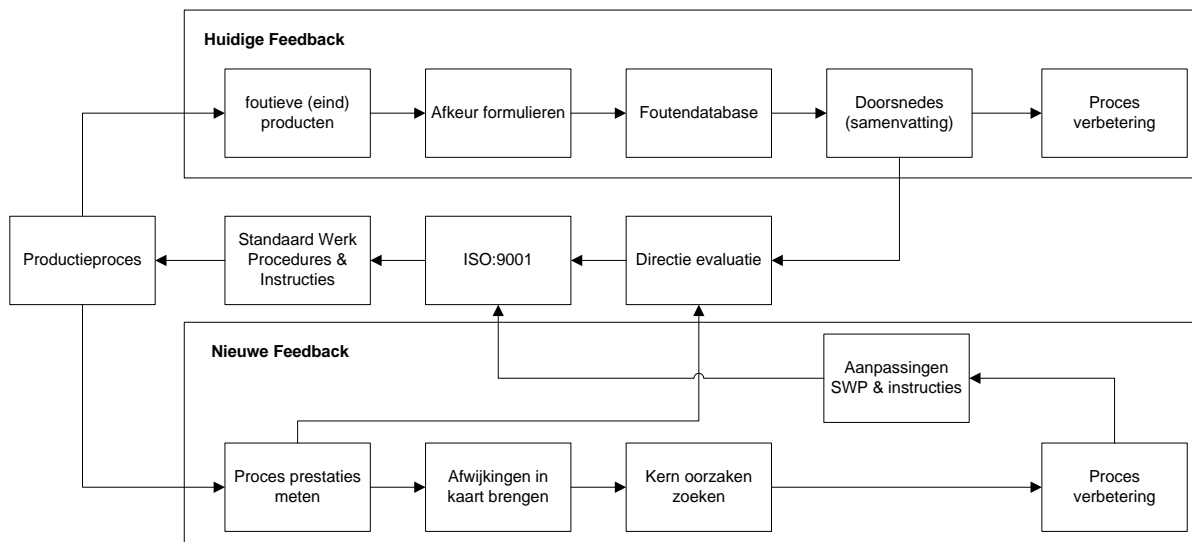 Huidige Feedback
foutieve (eind)
producten
Afkeur formulieren
Foutendatabase
Doorsnedes
(samenvatting)
Proces
verbetering
Productieproces
Standaard Werk
Procedures &
Instructies
ISO:9001
Directie evaluatie
Nieuwe Feedback
Aanpassingen
SWP & instructies
Proces prestaties
meten
Afwijkingen in
kaart brengen
Kern oorzaken
zoeken
Proces
verbetering